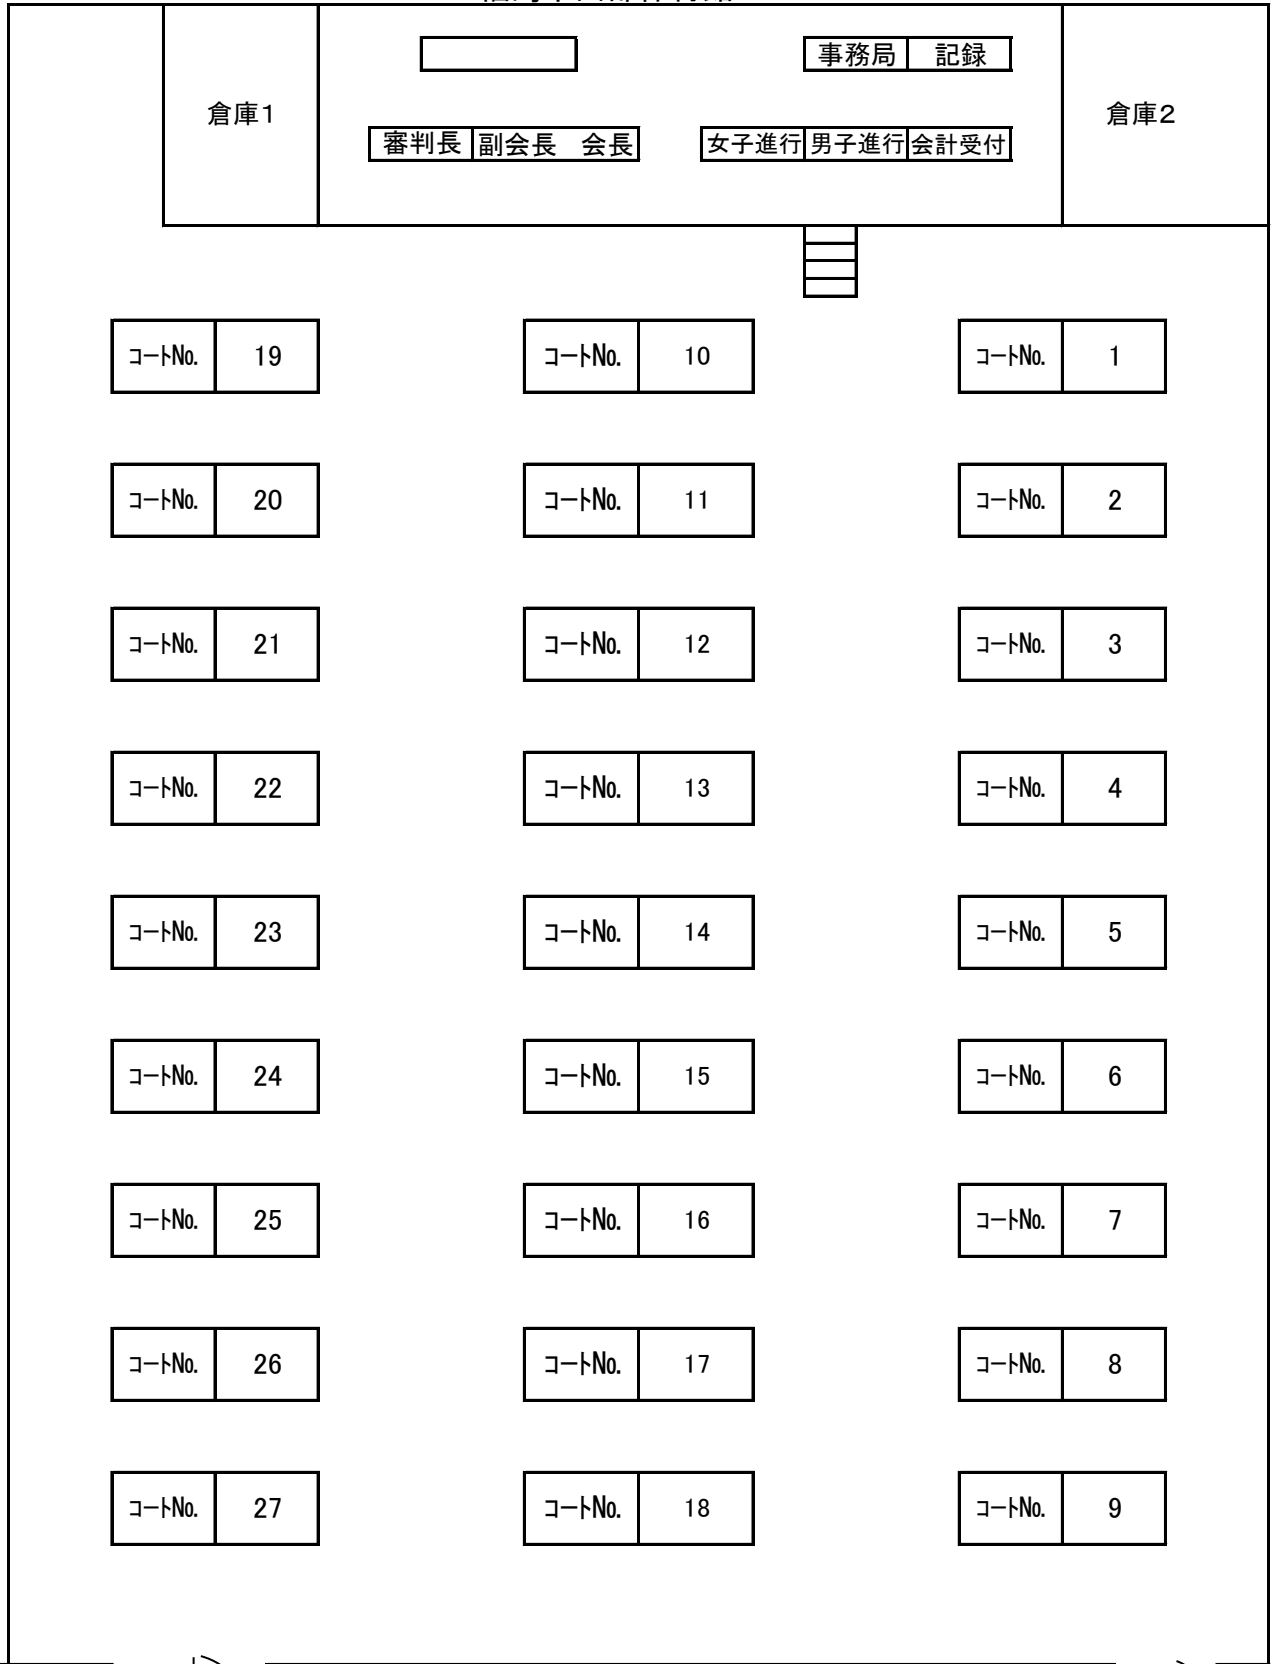 事務局 記録
倉庫1 倉庫2
審判長 副会長 会長 女子進行 男子進行 会計受付
コートNo. 19 コートNo. 10 コートNo. 1
コートNo. 20 コートNo. 11 コートNo. 2
コートNo. 21 コートNo. 12 コートNo. 3
コートNo. 22 コートNo. 13 コートNo. 4
コートNo. 23 コートNo. 14 コートNo. 5
コートNo. 24 コートNo. 15 コートNo. 6
コートNo. 25 コートNo. 16 コートNo. 7
コートNo. 26 コートNo. 17 コートNo. 8
コートNo. 27 コートNo. 18 コートNo. 9